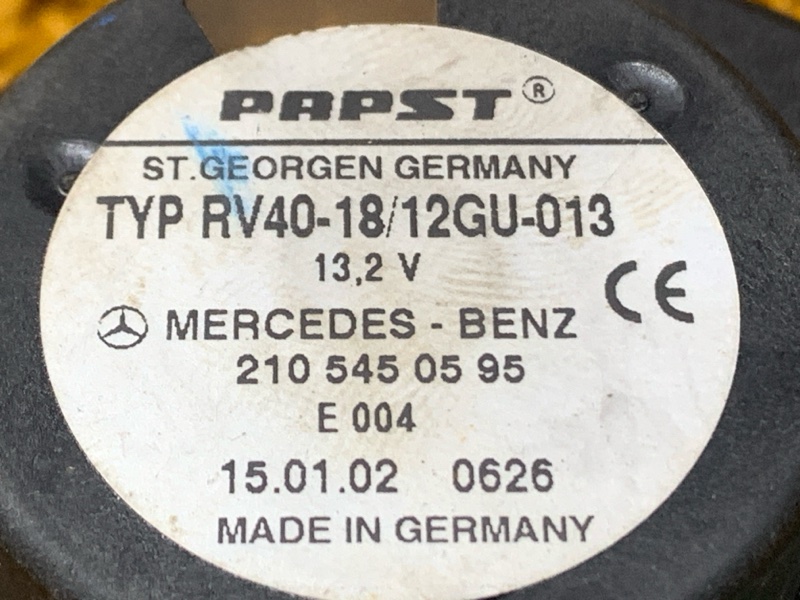 PAPST ®
ST.GEORGEN GERMANY
TYP RV40-18/12GU-013
13,2 V
CE
MERCEDES - BENZ
210 545 05 95
E 004
15.01.02 0626
MADE IN GERMANY